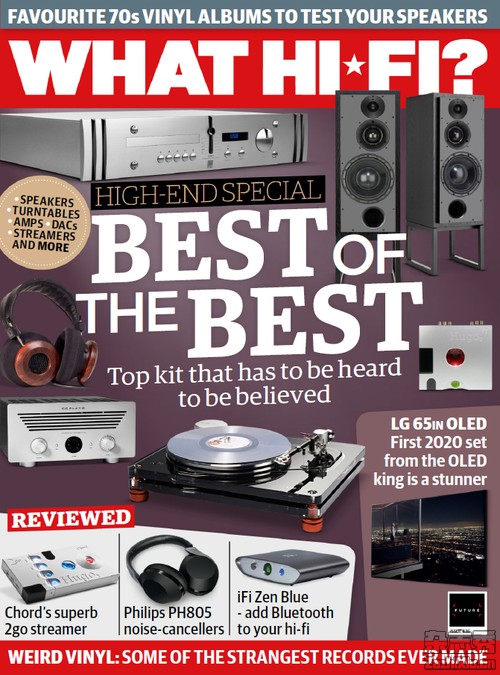 FAVOURITE 70s VINYL ALBUMS TO TEST YOUR SPEAKERS
WHAT HI★FI?
HIGH-END SPECIAL
BEST OF
THE BEST
Top kit that has to be heard
to be believed
• SPEAKERS
• TURNTABLES
• AMPS • DACs
• STREAMERS
AND MORE
LG 65IN OLED
First 2020 set
from the OLED
king is a stunner
REVIEWED
Chord's superb
2go streamer
Philips PH805
noise-cancellers
iFi Zen Blue
- add Bluetooth
to your hi-fi
FUTURE
WEIRD VINYL: SOME OF THE STRANGEST RECORDS EVER MADE